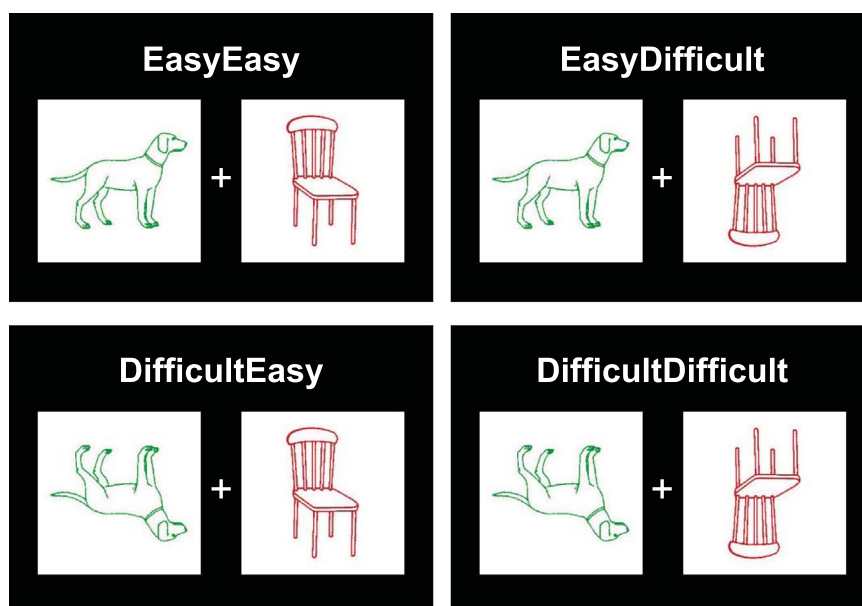 EasyEasy
+
EasyDifficult
+
DifficultEasy
+
DifficultDifficult
+